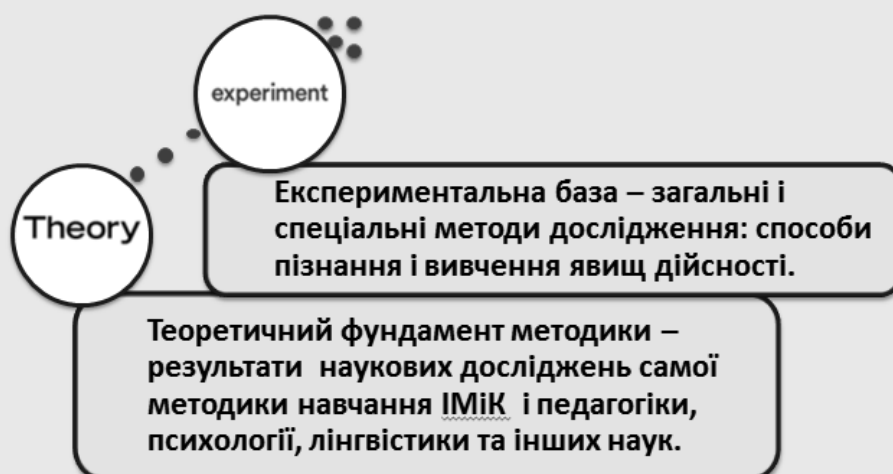 experiment
Експериментальна база – загальні і
спеціальні методи дослідження: способи
пізнання і вивчення явищ дійсності.
Theory
Теоретичний фундамент методики –
результати наукових досліджень самої
методики навчання ІМіК і педагогіки,
психології, лінгвістики та інших наук.